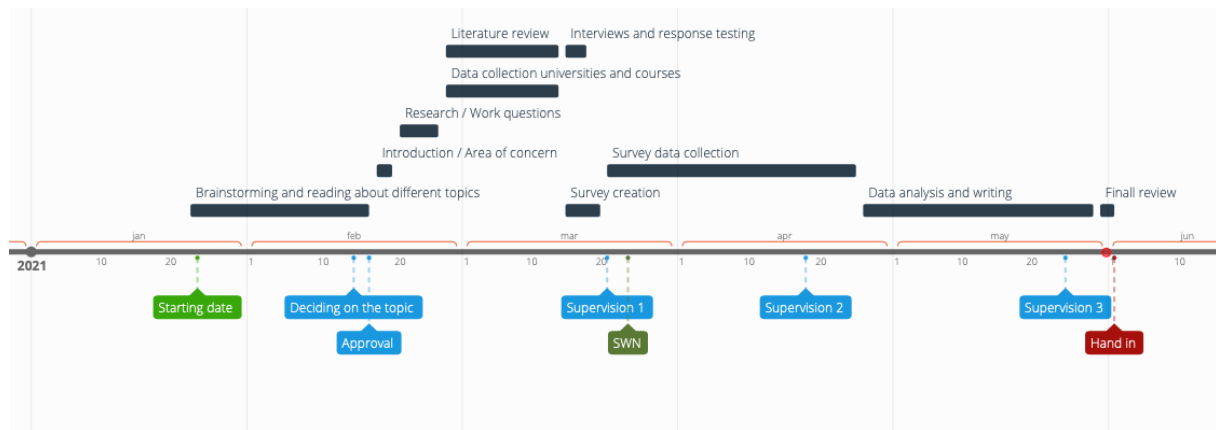 Literature review Interviews and response testing
Data collection universities and courses
Research / Work questions
Introduction / Area of concern Survey data collection
Brainstorming and reading about different topics Survey creation Data analysis and writing Finall review
jan feb mar apr may jun
2021 10 20 1 10 20 1 10 20 1 10 20 1 10 20 1 10
Starting date Deciding on the topic Supervision 1 Supervision 2 Supervision 3
Approval SWN Hand in